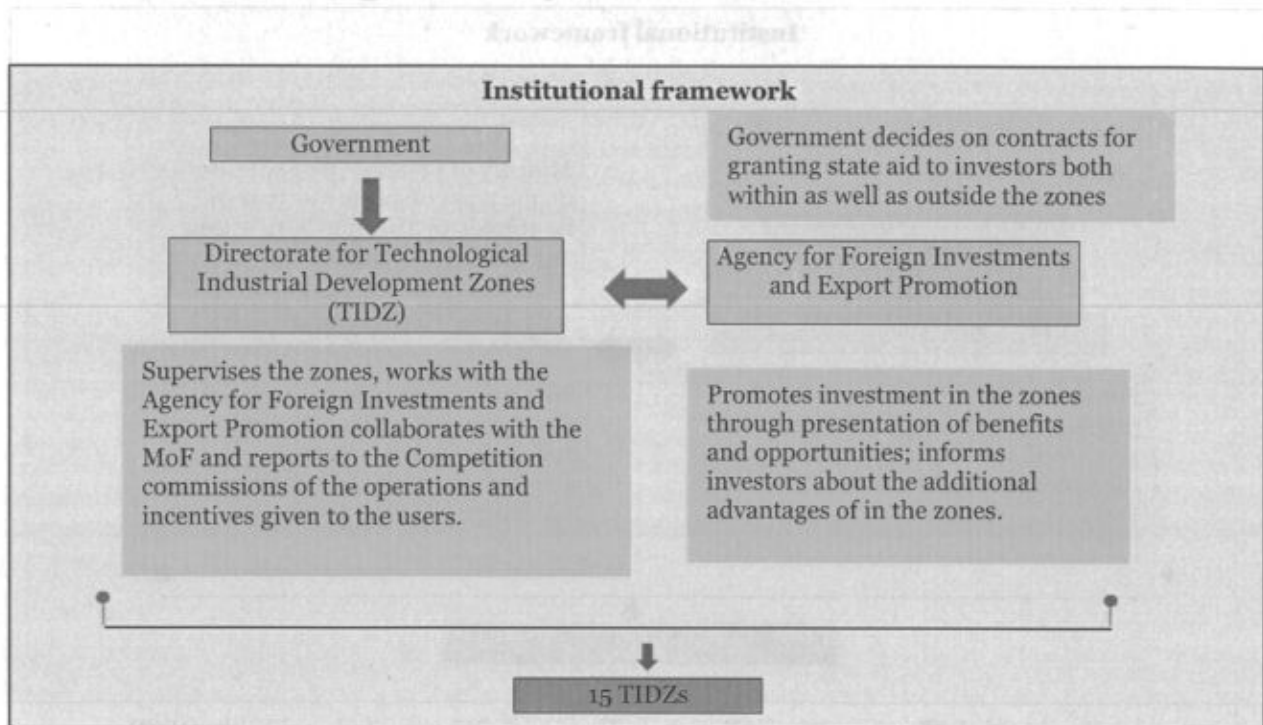 Institutional framework
Institutional framework
Government
Government decides on contracts for
granting state aid to investors both
within as well as outside the zones
Directorate for Technological
Industrial Development Zones
(TIDZ)
Agency for Foreign Investments
and Export Promotion
Supervises the zones, works with the
Agency for Foreign Investments and
Export Promotion collaborates with the
MoF and reports to the Competition
commissions of the operations and
incentives given to the users.
Promotes investment in the zones
through presentation of benefits
and opportunities; informs
investors about the additional
advantages of in the zones.
15 TIDZs